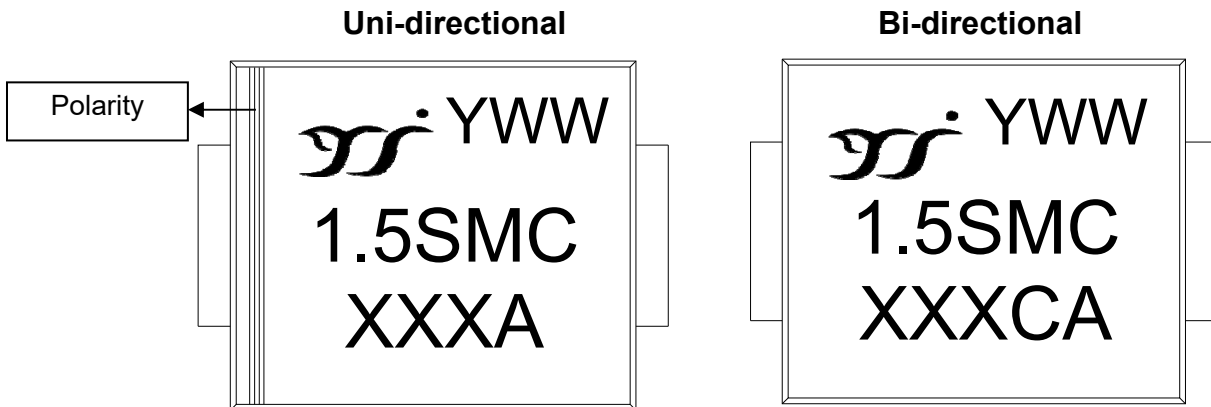 Uni-directional
Bi-directional
Polarity
YWW
1.5SMC
XXXA
YWW
1.5SMC
XXXCA